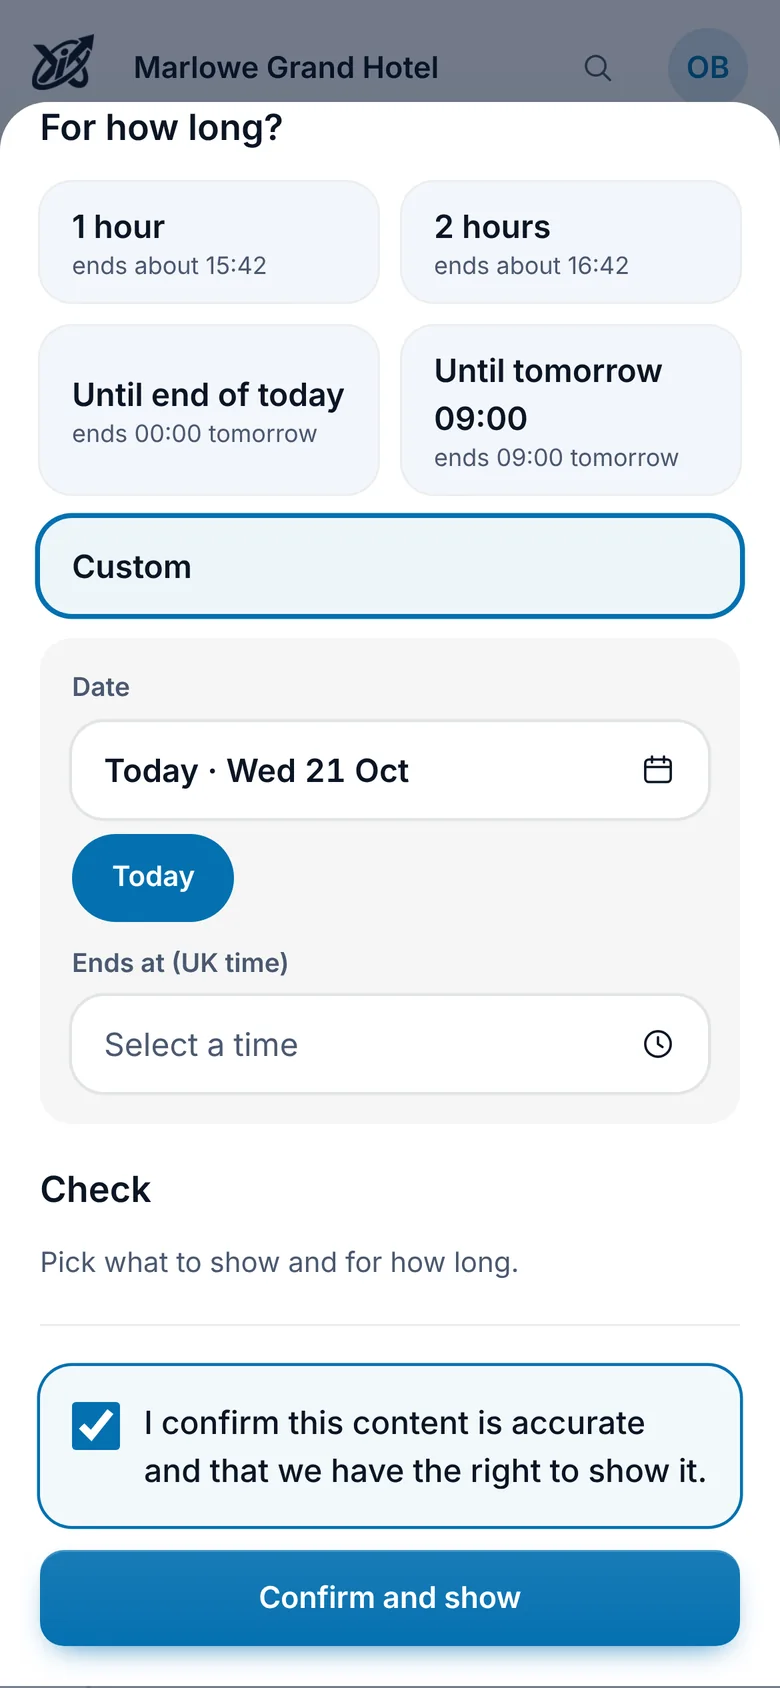 Marlowe Grand Hotel
OB
For how long?
1 hour
ends about 15:42
2 hours
ends about 16:42
Until end of today
ends 00:00 tomorrow
Until tomorrow
09:00
ends 09:00 tomorrow
Custom
Date
Today · Wed 21 Oct
Today
Ends at (UK time)
Select a time
Check
Pick what to show and for how long.
I confirm this content is accurate
and that we have the right to show it.
Confirm and show